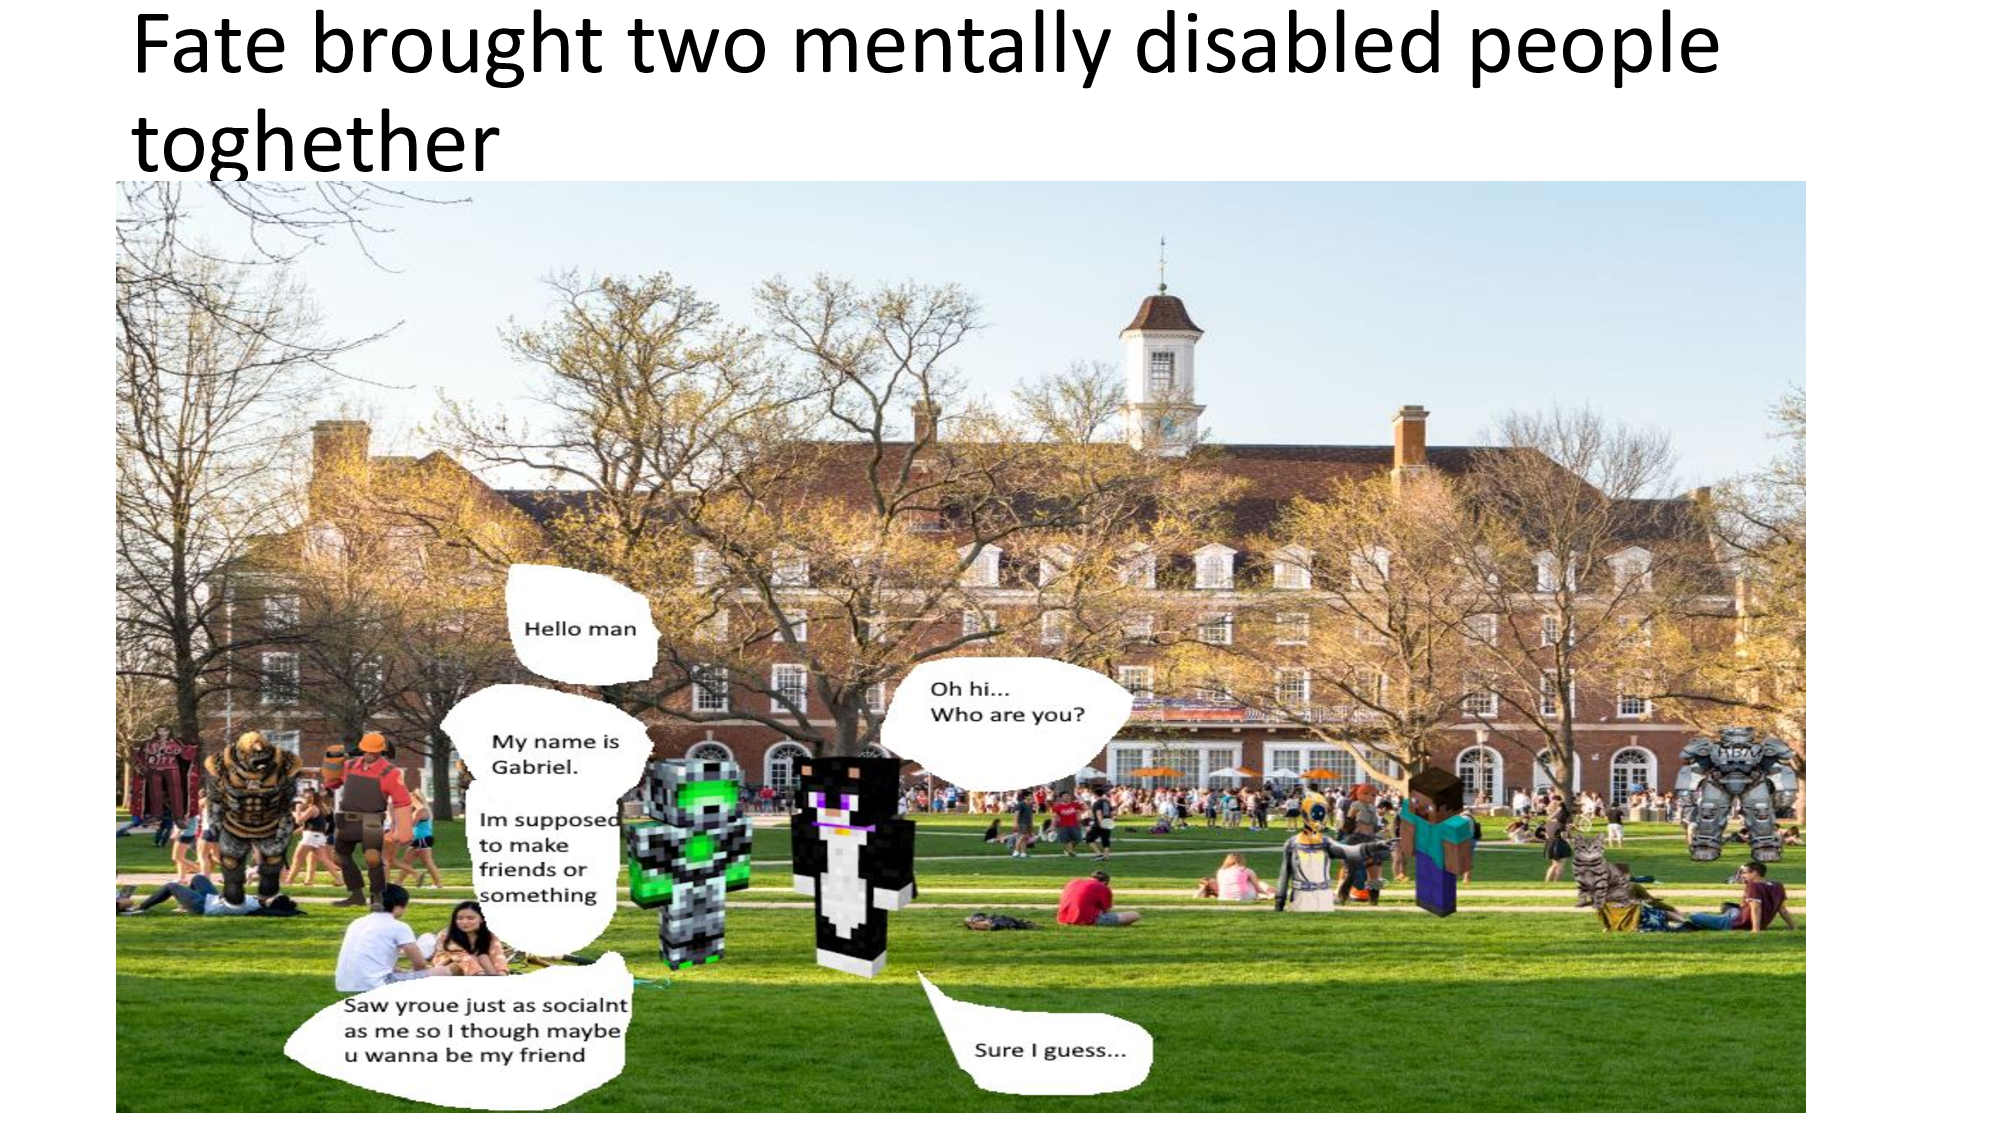 Fate brought two mentally disabled people
toghether
Hello man
Oh hi...
Who are you?
My name is
Gabriel.
Im supposed
to make
friends or
something
Saw yroue just as socialnt
as me so I though maybe
u wanna be my friend
Sure I guess...